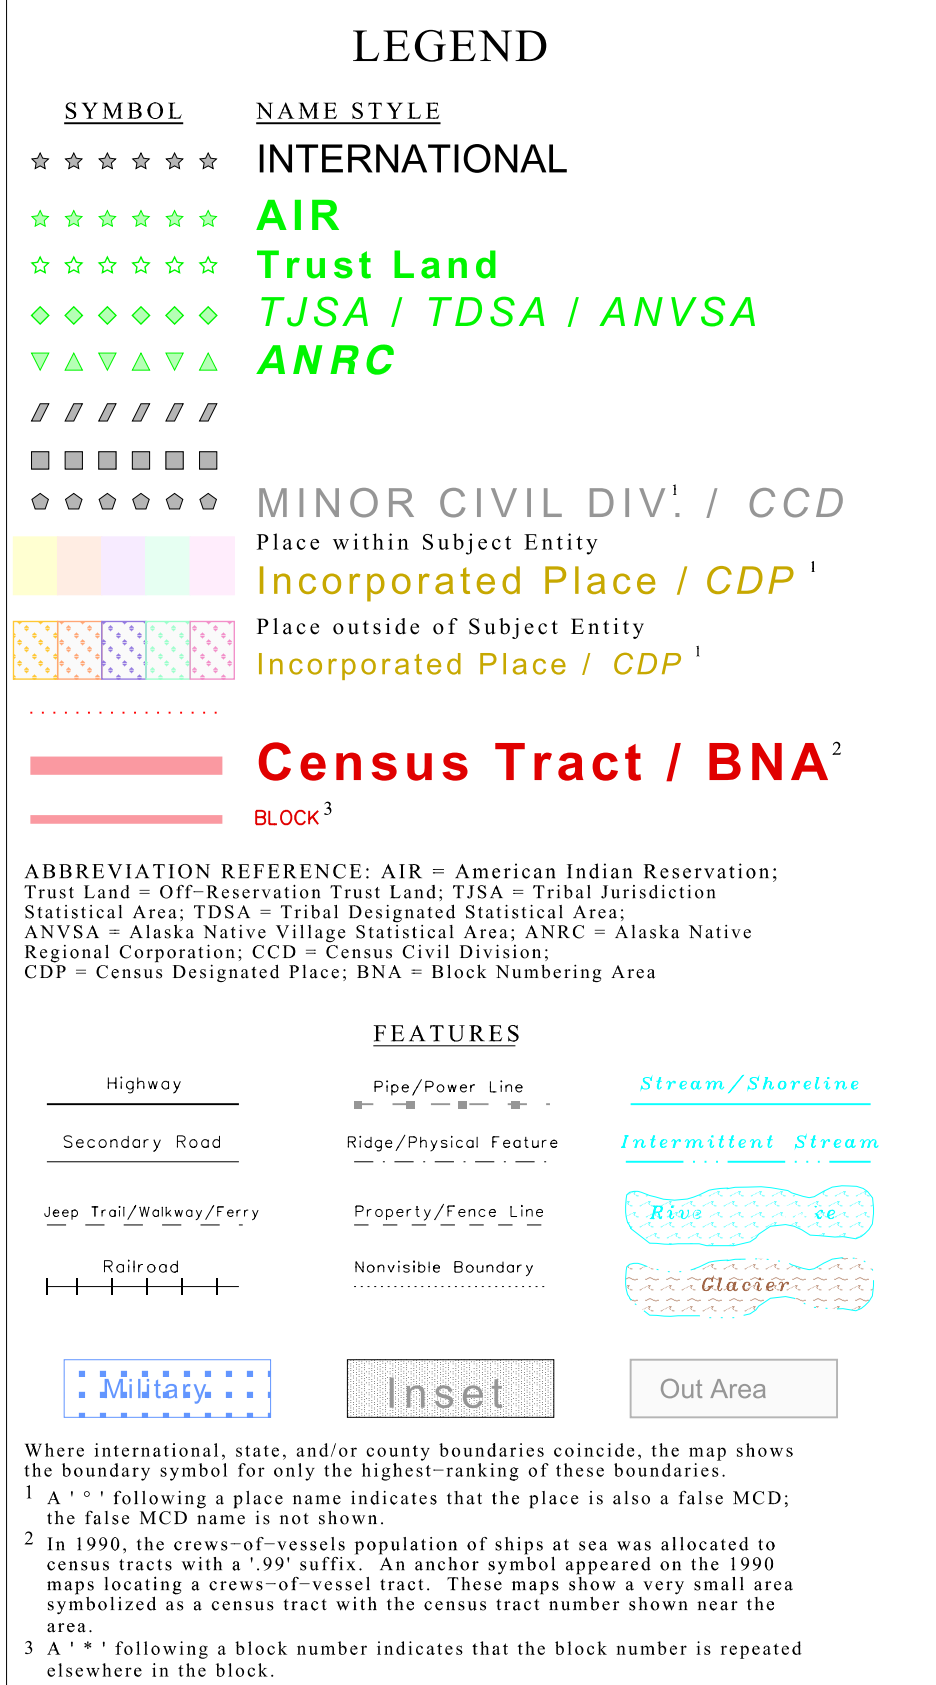 LEGEND
SYMBOL NAME STYLE
INTERNATIONAL
AIR
Trust Land
TJSA / TDSA / ANVSA
ANRC
MINOR CIVIL DIV.¹ / CCD
Place within Subject Entity
Incorporated Place / CDP ¹
Place outside of Subject Entity
Incorporated Place / CDP ¹
Census Tract / BNA²
BLOCK³
ABBREVIATION REFERENCE: AIR = American Indian Reservation;
Trust Land = Off−Reservation Trust Land; TJSA = Tribal Jurisdiction
Statistical Area; TDSA = Tribal Designated Statistical Area;
ANVSA = Alaska Native Village Statistical Area; ANRC = Alaska Native
Regional Corporation; CCD = Census Civil Division;
CDP = Census Designated Place; BNA = Block Numbering Area
FEATURES
Highway Pipe/Power Line Stream/Shoreline
Secondary Road Ridge/Physical Feature Intermittent Stream
Jeep Trail/Walkway/Ferry Property/Fence Line
Railroad Nonvisible Boundary Glacier
Military Inset Out Area
Where international, state, and/or county boundaries coincide, the map shows
the boundary symbol for only the highest−ranking of these boundaries.
1 A ' ° ' following a place name indicates that the place is also a false MCD;
the false MCD name is not shown.
2 In 1990, the crews−of−vessels population of ships at sea was allocated to
census tracts with a '.99' suffix. An anchor symbol appeared on the 1990
maps locating a crews−of−vessel tract. These maps show a very small area
symbolized as a census tract with the census tract number shown near the
area.
3 A ' * ' following a block number indicates that the block number is repeated
elsewhere in the block.